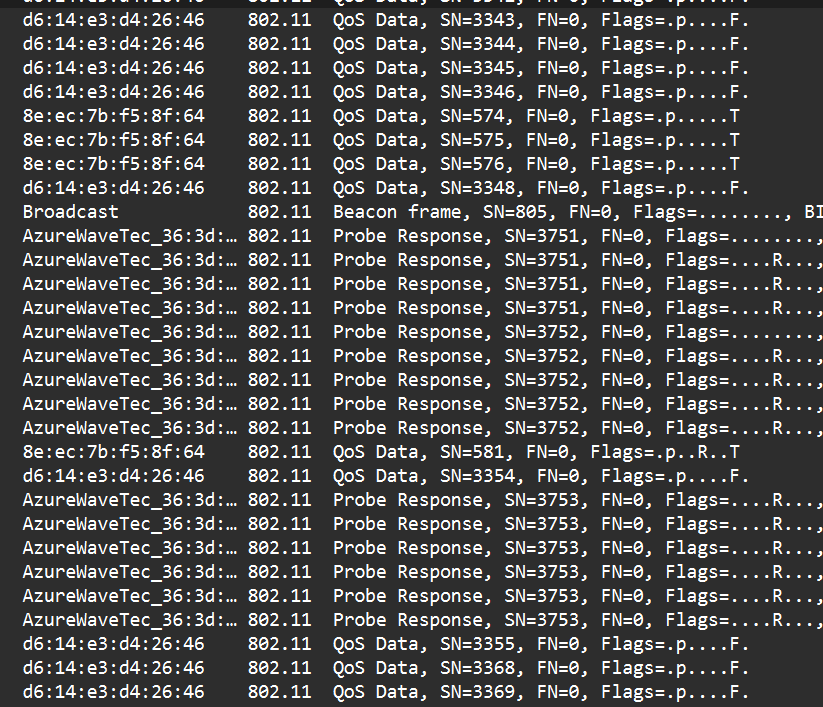 d6:14:e3:d4:26:46 802.11 QoS Data, SN=3343, FN=0, Flags=.p....F.
d6:14:e3:d4:26:46 802.11 QoS Data, SN=3344, FN=0, Flags=.p....F.
d6:14:e3:d4:26:46 802.11 QoS Data, SN=3345, FN=0, Flags=.p....F.
d6:14:e3:d4:26:46 802.11 QoS Data, SN=3346, FN=0, Flags=.p....F.
8e:ec:7b:f5:8f:64 802.11 QoS Data, SN=574, FN=0, Flags=.p.....T
8e:ec:7b:f5:8f:64 802.11 QoS Data, SN=575, FN=0, Flags=.p.....T
8e:ec:7b:f5:8f:64 802.11 QoS Data, SN=576, FN=0, Flags=.p.....T
d6:14:e3:d4:26:46 802.11 QoS Data, SN=3348, FN=0, Flags=.p....F.
Broadcast 802.11 Beacon frame, SN=805, FN=0, Flags=........, BI
AzureWaveTec_36:3d:… 802.11 Probe Response, SN=3751, FN=0, Flags=........,
AzureWaveTec_36:3d:… 802.11 Probe Response, SN=3751, FN=0, Flags=....R...,
AzureWaveTec_36:3d:… 802.11 Probe Response, SN=3751, FN=0, Flags=....R...,
AzureWaveTec_36:3d:… 802.11 Probe Response, SN=3751, FN=0, Flags=....R...,
AzureWaveTec_36:3d:… 802.11 Probe Response, SN=3752, FN=0, Flags=........,
AzureWaveTec_36:3d:… 802.11 Probe Response, SN=3752, FN=0, Flags=....R...,
AzureWaveTec_36:3d:… 802.11 Probe Response, SN=3752, FN=0, Flags=....R...,
AzureWaveTec_36:3d:… 802.11 Probe Response, SN=3752, FN=0, Flags=....R...,
AzureWaveTec_36:3d:… 802.11 Probe Response, SN=3752, FN=0, Flags=....R...,
8e:ec:7b:f5:8f:64 802.11 QoS Data, SN=581, FN=0, Flags=.p..R..T
d6:14:e3:d4:26:46 802.11 QoS Data, SN=3354, FN=0, Flags=.p....F.
AzureWaveTec_36:3d:… 802.11 Probe Response, SN=3753, FN=0, Flags=....R...,
AzureWaveTec_36:3d:… 802.11 Probe Response, SN=3753, FN=0, Flags=....R...,
AzureWaveTec_36:3d:… 802.11 Probe Response, SN=3753, FN=0, Flags=....R...,
AzureWaveTec_36:3d:… 802.11 Probe Response, SN=3753, FN=0, Flags=....R...,
AzureWaveTec_36:3d:… 802.11 Probe Response, SN=3753, FN=0, Flags=....R...,
AzureWaveTec_36:3d:… 802.11 Probe Response, SN=3753, FN=0, Flags=....R...,
d6:14:e3:d4:26:46 802.11 QoS Data, SN=3355, FN=0, Flags=.p....F.
d6:14:e3:d4:26:46 802.11 QoS Data, SN=3368, FN=0, Flags=.p....F.
d6:14:e3:d4:26:46 802.11 QoS Data, SN=3369, FN=0, Flags=.p....F.